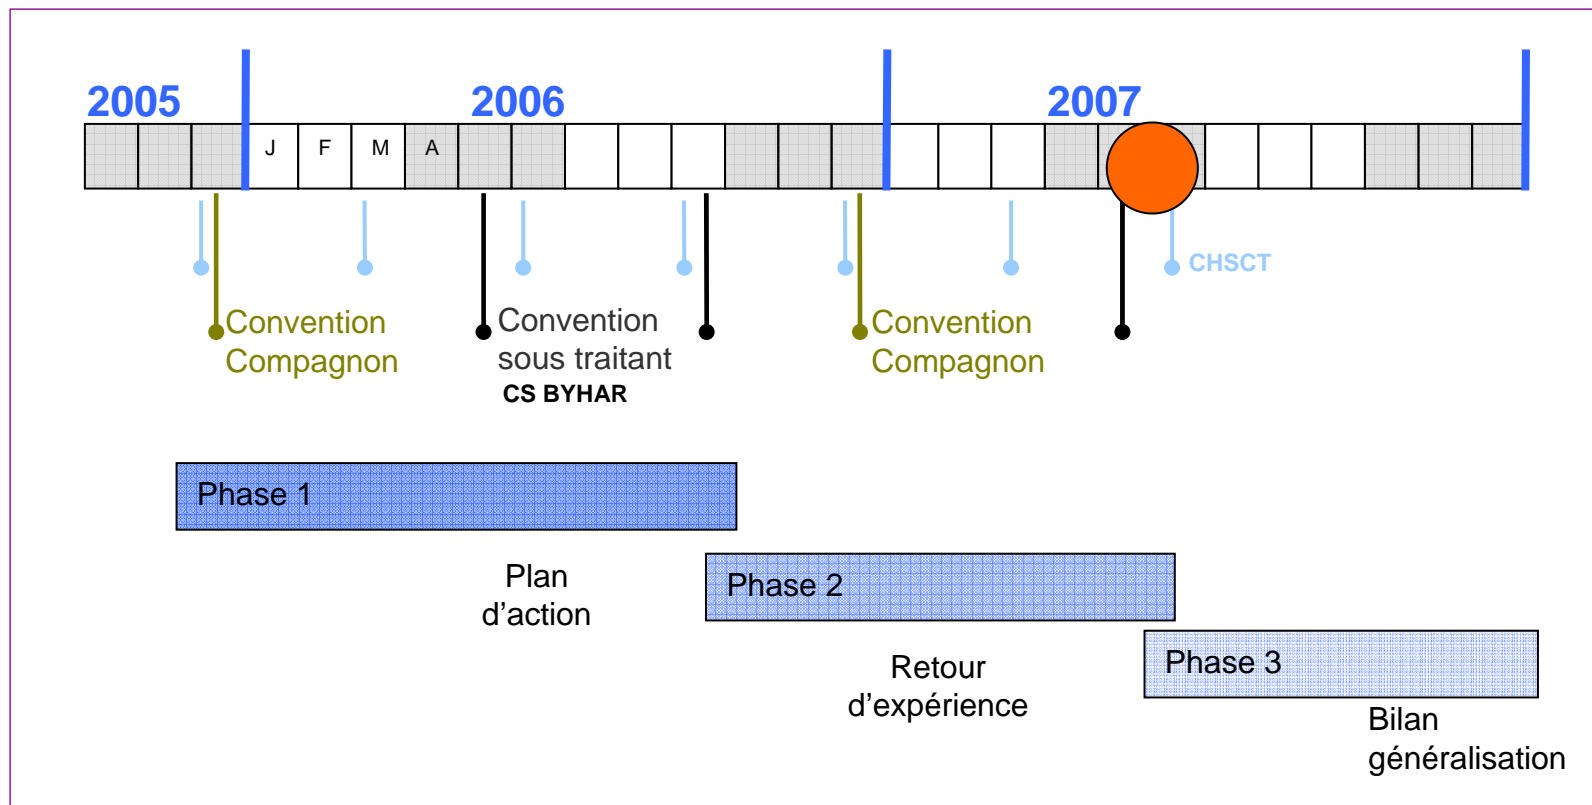 2005
2006
2007
J F M A
CHSCT
Convention
Compagnon
Convention
sous traitant
CS BYHAR
Convention
Compagnon
Phase 1
Plan
d’action
Phase 2
Retour
d’expérience
Phase 3
Bilan
généralisation